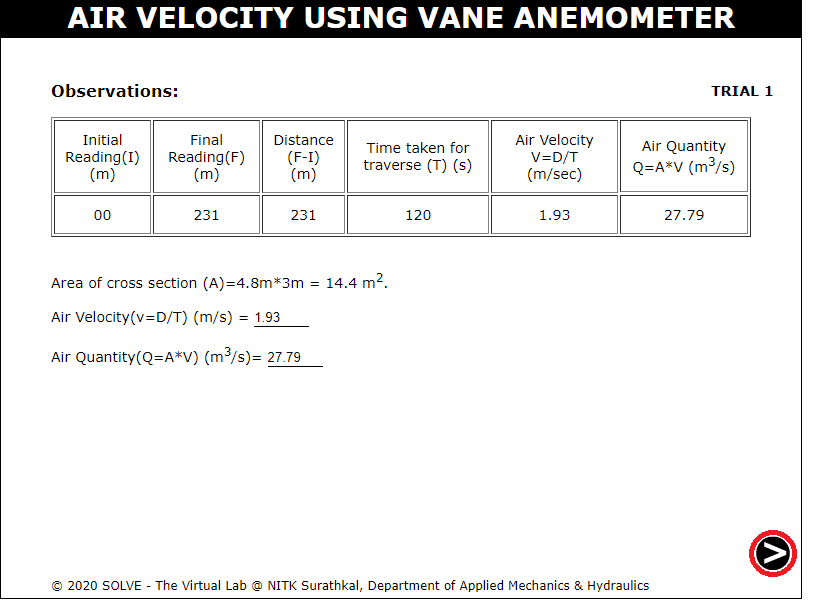 AIR VELOCITY USING VANE ANEMOMETER
Observations:
TRIAL 1
Initial
Reading(I)
(m)
Final
Reading(F)
(m)
Distance
(F-I)
(m)
Time taken for
traverse (T) (s)
Air Velocity
V=D/T
(m/sec)
Air Quantity
Q=A*V (m³/s)
00
231
231
120
1.93
27.79
Area of cross section (A)=4.8m*3m = 14.4 m².
Air Velocity(v=D/T) (m/s) = 1.93
Air Quantity(Q=A*V) (m³/s)= 27.79
© 2020 SOLVE - The Virtual Lab @ NITK Surathkal, Department of Applied Mechanics & Hydraulics